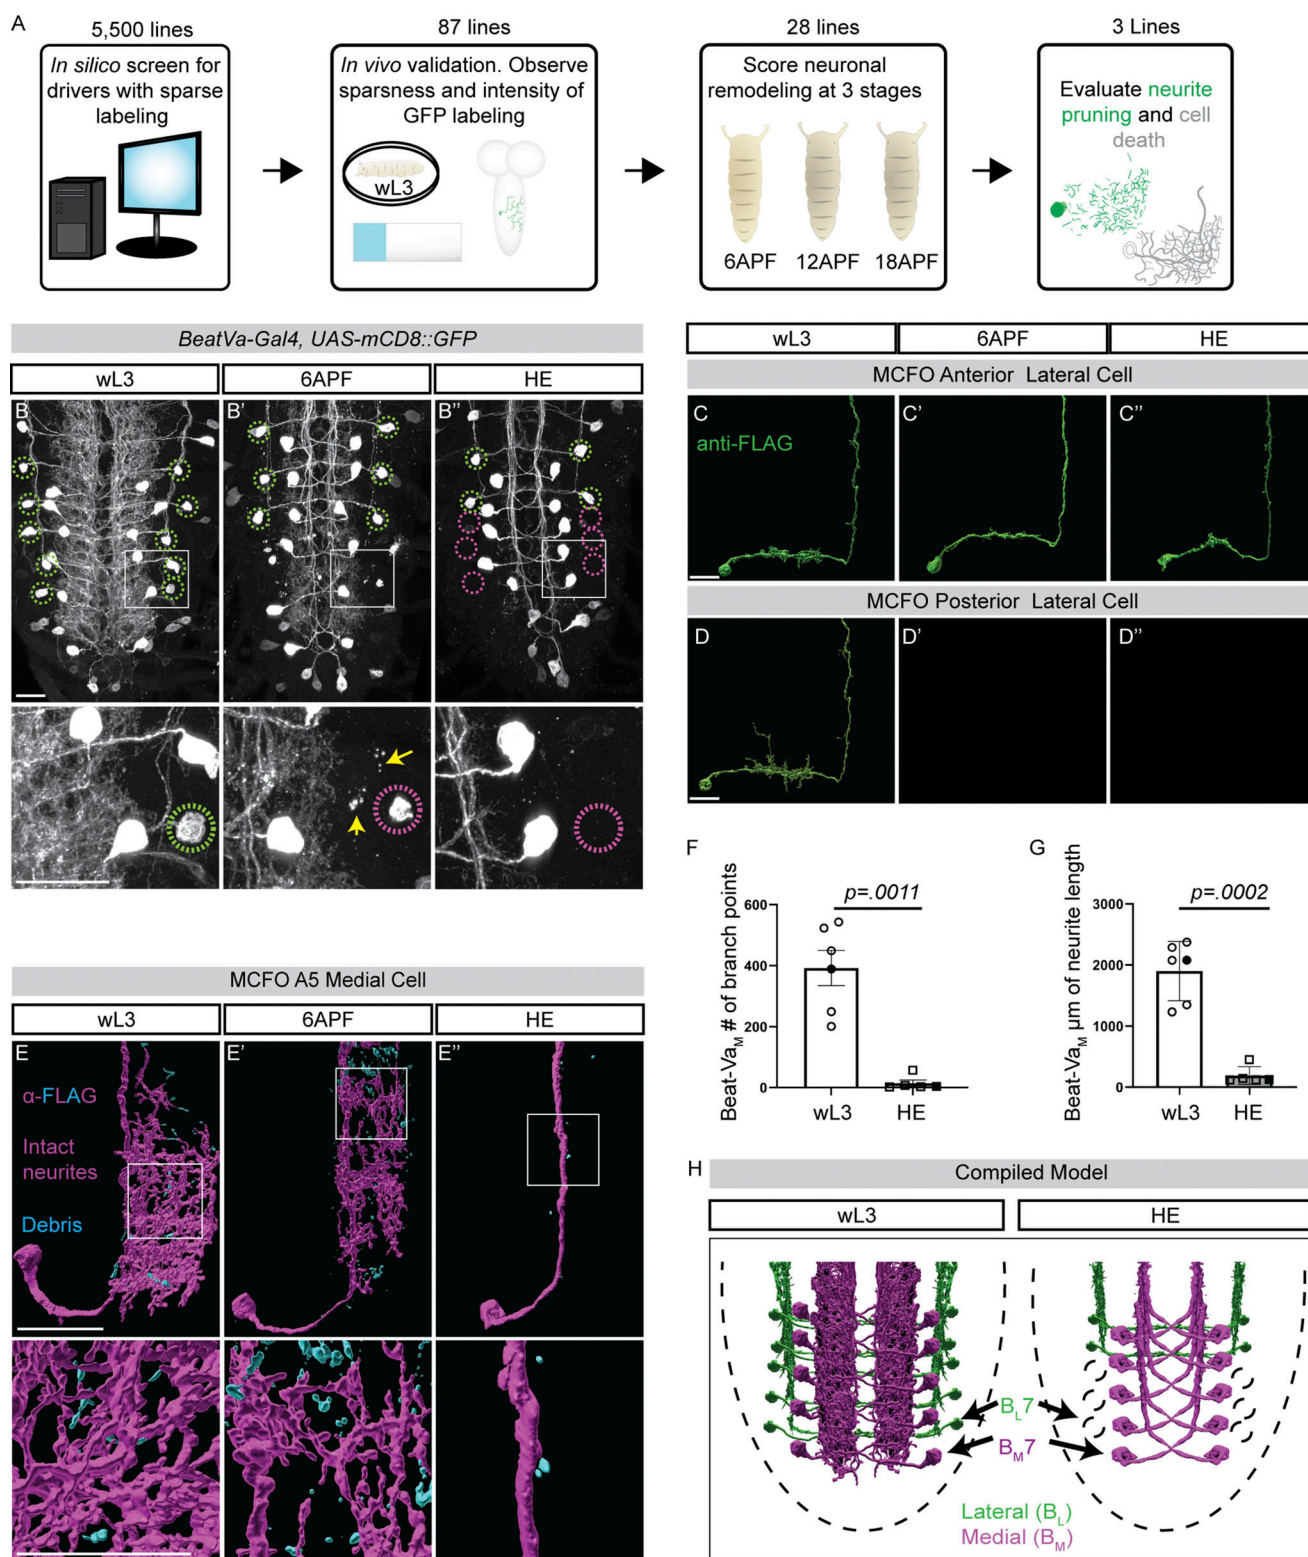 A
5,500 lines
87 lines
28 lines
3 Lines
In silico screen for
drivers with sparse
labeling
In vivo validation. Observe
sparsness and intensity of
GFP labeling
wL3
Score neuronal
remodeling at 3 stages
6APF 12APF 18APF
Evaluate neurite
pruning and cell
death
BeatVa-Gal4, UAS-mCD8::GFP
wL3 6APF HE
B B' B''
wL3 6APF HE
MCFO Anterior Lateral Cell
C C' C''
anti-FLAG
MCFO Posterior Lateral Cell
D D' D''
MCFO A5 Medial Cell
wL3 6APF HE
E E' E''
α-FLAG
Intact
neurites
Debris
F
p=.0011
Beat-VaM # of branch points
600
400
200
0
wL3 HE
G
p=.0002
Beat-VaM µm of neurite length
3000
2000
1000
0
wL3 HE
H
Compiled Model
wL3 HE
BL7
BM7
Lateral (BL)
Medial (BM)